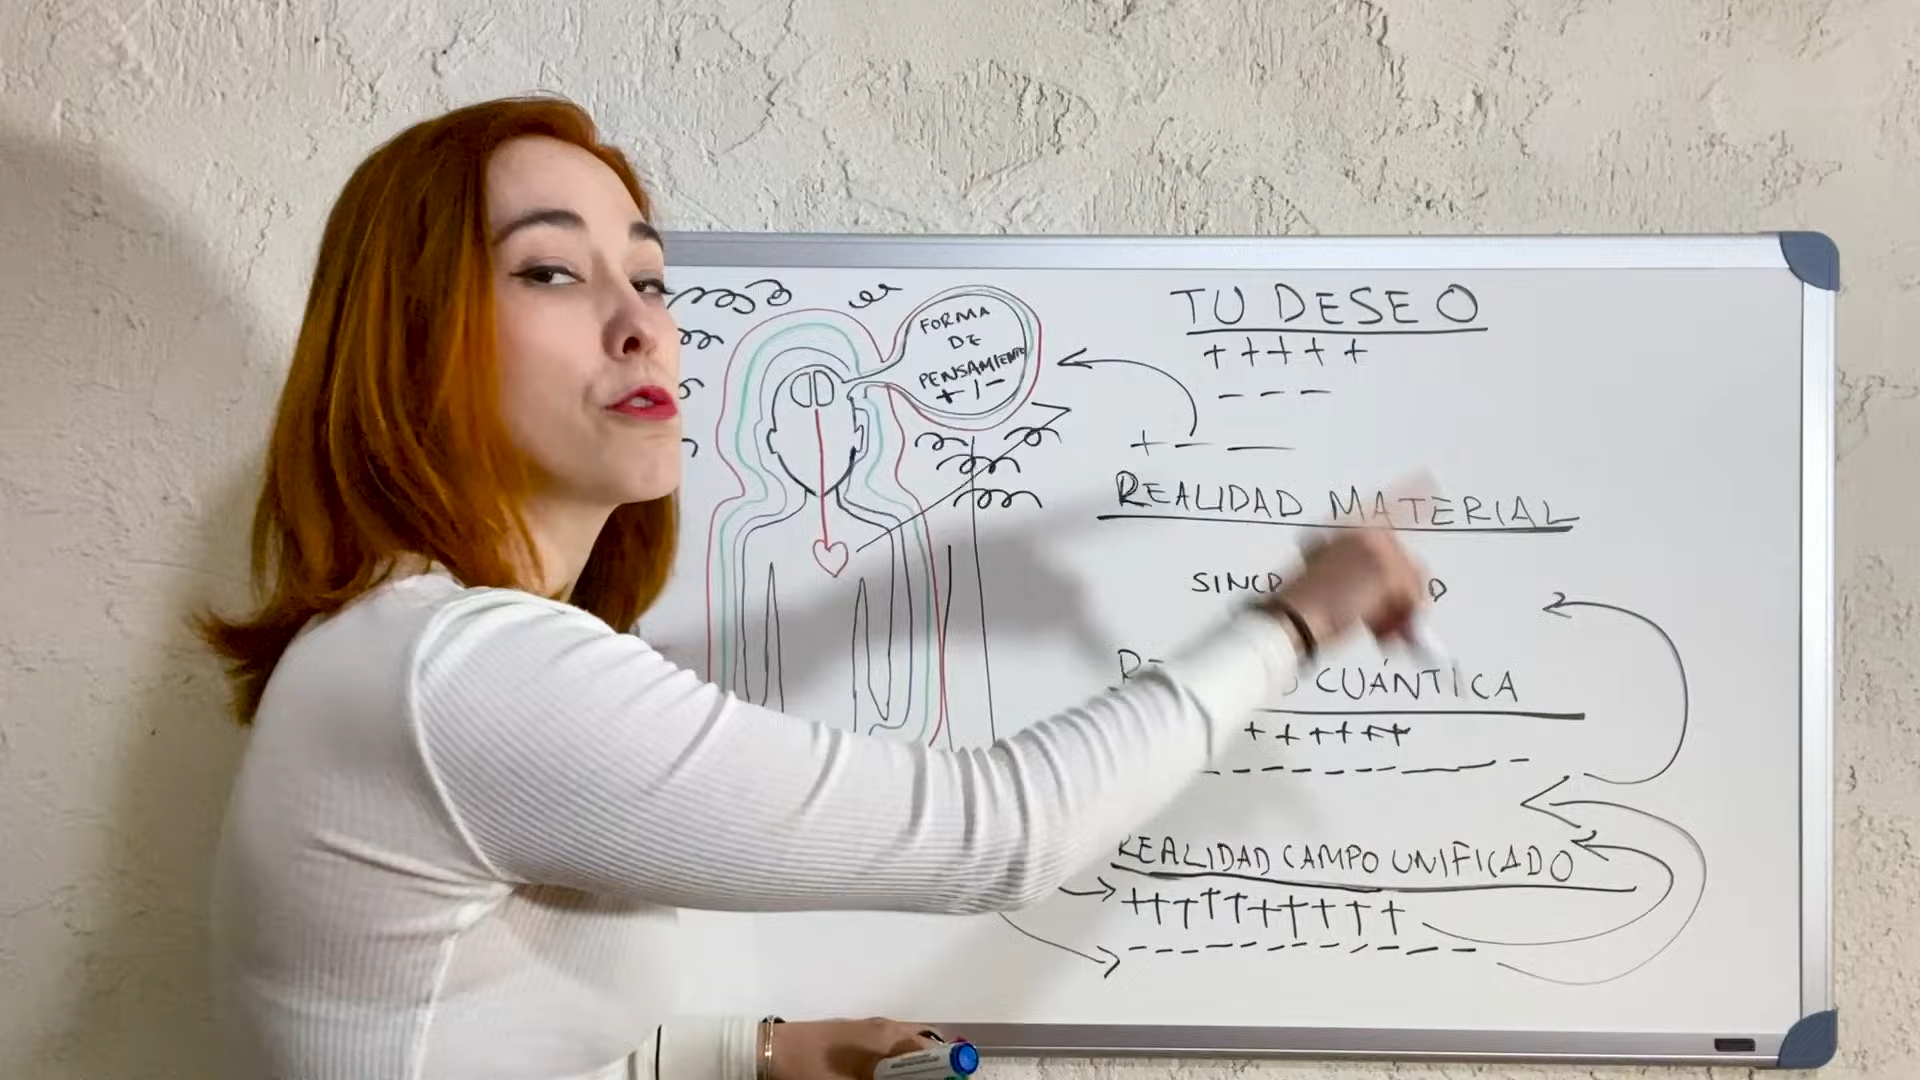 FORMA
DE
PENSAMIENTO
+ / -
TU DESEO
+ + + + +
- - -
+ - -
REALIDAD MATERIAL
CUÁNTICA
+ + + + + +
- - - - - - - - -
REALIDAD CAMPO UNIFICADO
+ + + + + + + + + +
- - - - - - - - - - -